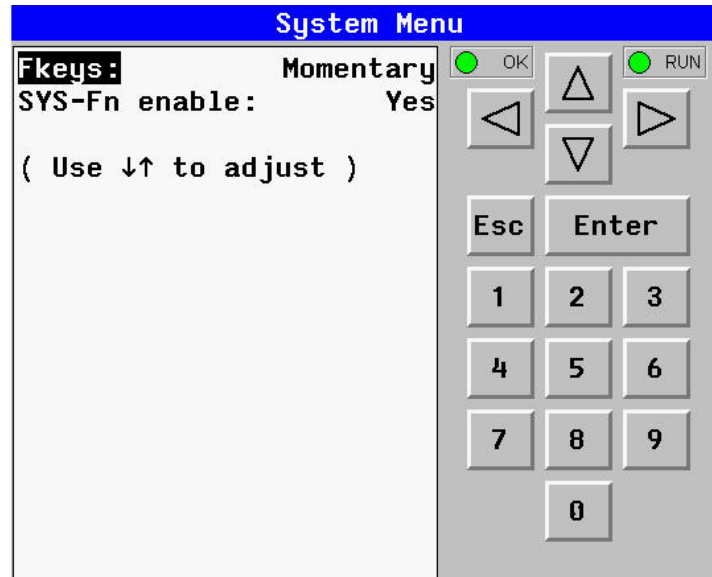 System Menu
Fkeys: Momentary
SYS-Fn enable: Yes
( Use ↓↑ to adjust )
OK
RUN
Esc
Enter
1 2 3
4 5 6
7 8 9
0